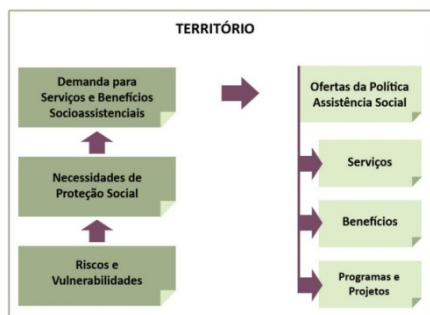 TERRITÓRIO
Demanda para
Serviços e Benefícios
Socioassistenciais
Necessidades de
Proteção Social
Riscos e
Vulnerabilidades
Ofertas da Política
Assistência Social
Serviços
Benefícios
Programas e
Projetos